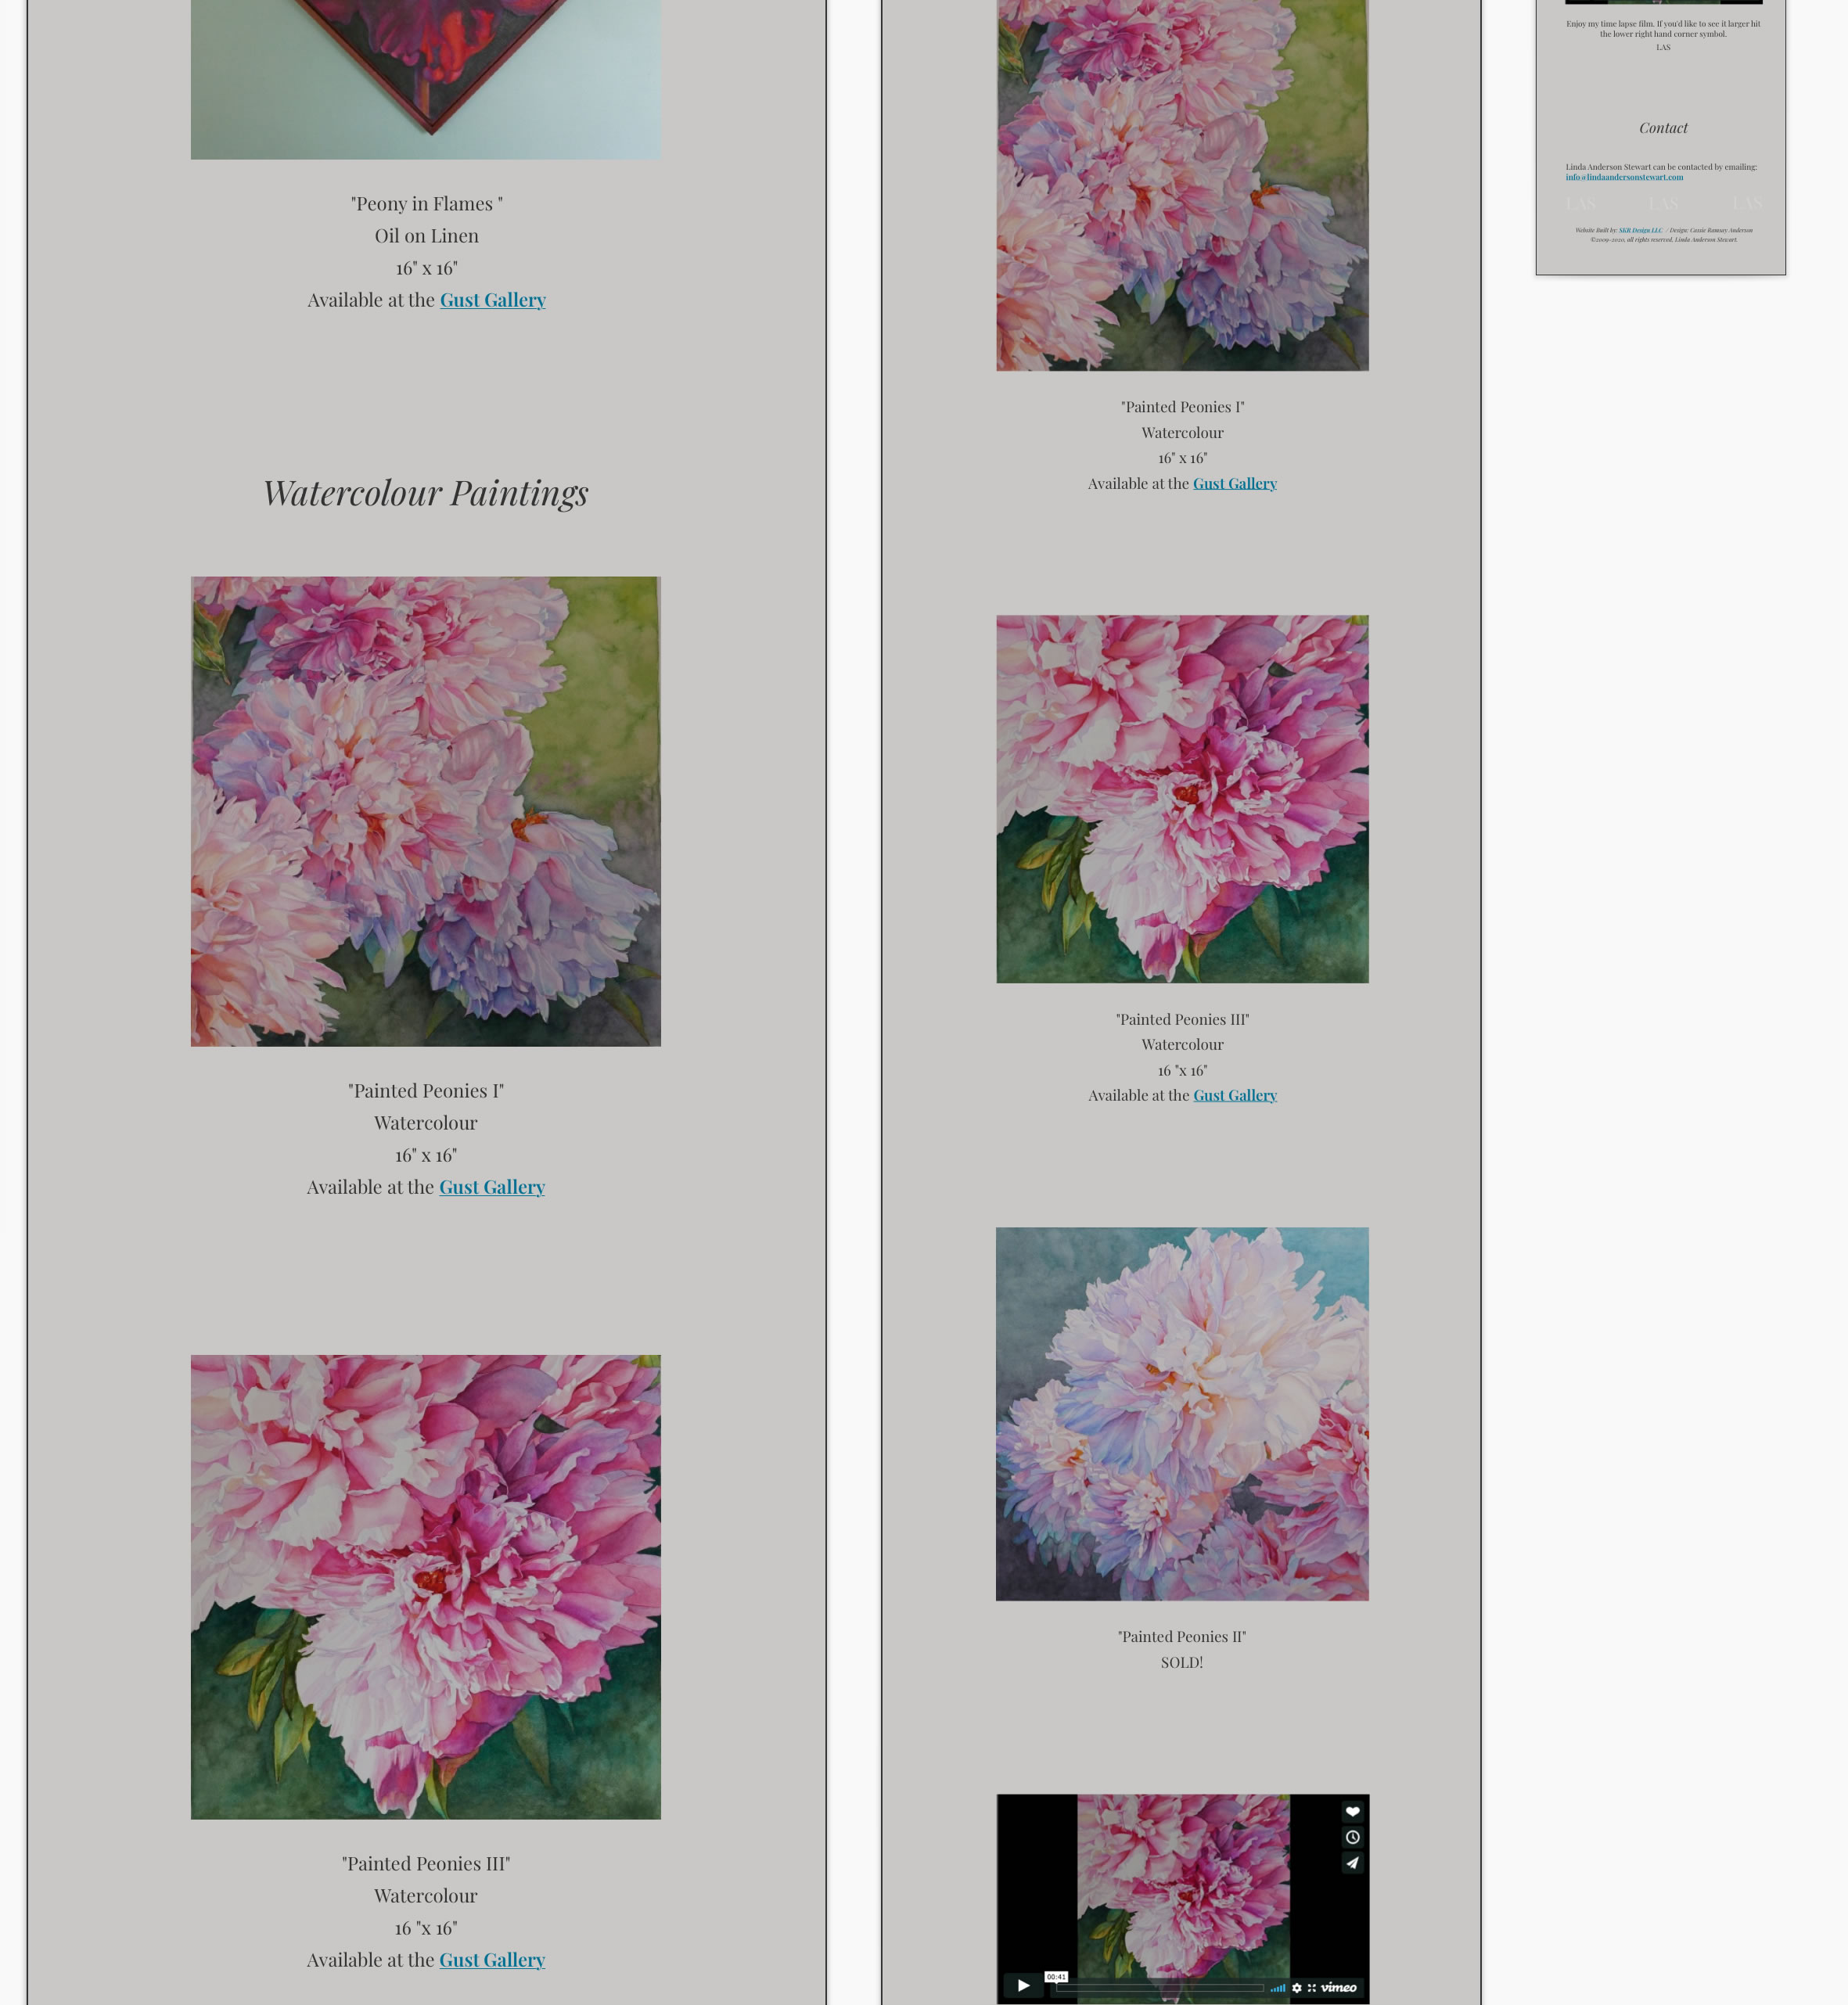 "Peony in Flames "
Oil on Linen
16" x 16"
Available at the Gust Gallery
Watercolour Paintings
"Painted Peonies I"
Watercolour
16" x 16"
Available at the Gust Gallery
"Painted Peonies III"
Watercolour
16 "x 16"
Available at the Gust Gallery
"Painted Peonies I"
Watercolour
16" x 16"
Available at the Gust Gallery
"Painted Peonies III"
Watercolour
16 "x 16"
Available at the Gust Gallery
"Painted Peonies II"
SOLD!
00:41
vimeo
Enjoy my time lapse film. If you'd like to see it larger hit
the lower right hand corner symbol.
LAS
Contact
Linda Anderson Stewart can be contacted by emailing:
info@lindaandersonstewart.com
LAS LAS LAS
Website Built by: SKR Design LLC / Design: Cassie Ramsay Anderson
©2009-2020, all rights reserved, Linda Anderson Stewart.